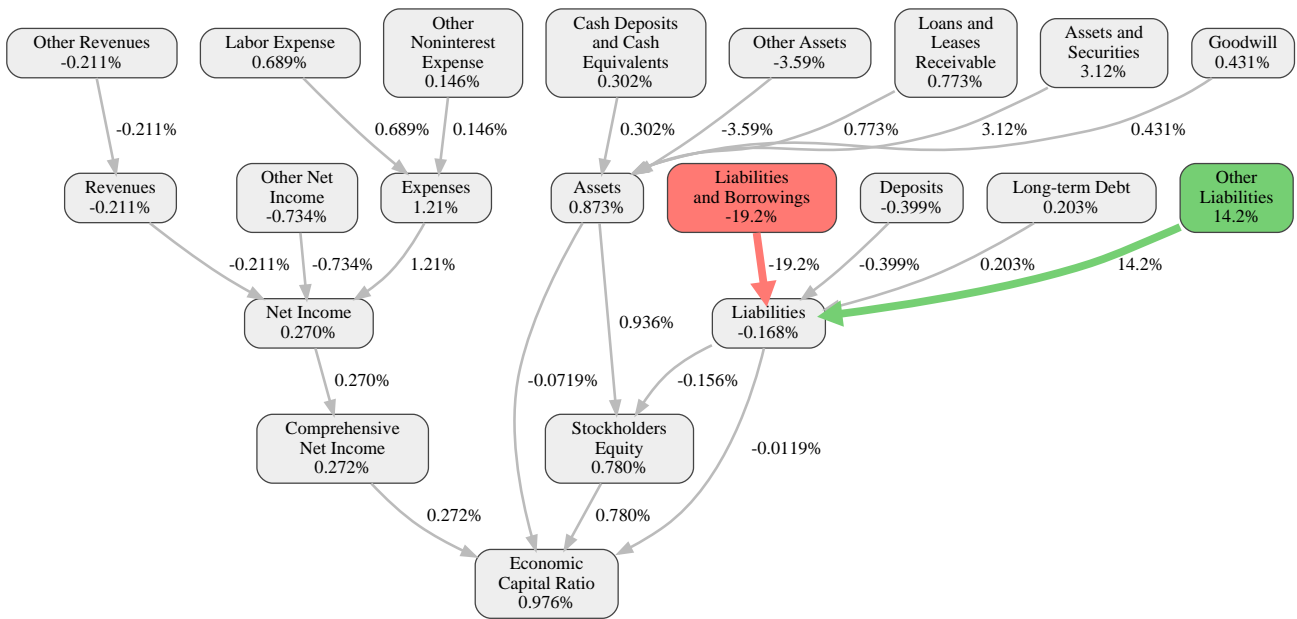 Other Revenues
-0.211%
Labor Expense
0.689%
Other
Noninterest
Expense
0.146%
Cash Deposits
and Cash
Equivalents
0.302%
Other Assets
-3.59%
Loans and
Leases
Receivable
0.773%
Assets and
Securities
3.12%
Goodwill
0.431%
-0.211%
0.689%
0.146%
0.302%
-3.59%
0.773%
3.12%
0.431%
Revenues
-0.211%
Other Net
Income
-0.734%
Expenses
1.21%
Assets
0.873%
Liabilities
and Borrowings
-19.2%
Deposits
-0.399%
Long-term Debt
0.203%
Other
Liabilities
14.2%
-0.211%
-0.734%
1.21%
-19.2%
-0.399%
0.203%
14.2%
Net Income
0.270%
0.936%
Liabilities
-0.168%
0.270%
-0.0719%
-0.156%
Comprehensive
Net Income
0.272%
Stockholders
Equity
0.780%
-0.0119%
0.272%
0.780%
Economic
Capital Ratio
0.976%